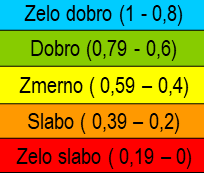 Zelo dobro (1 - 0,8)
Dobro (0,79 - 0,6)
Zmerno ( 0,59 – 0,4)
Slabo ( 0,39 – 0,2)
Zelo slabo ( 0,19 – 0)